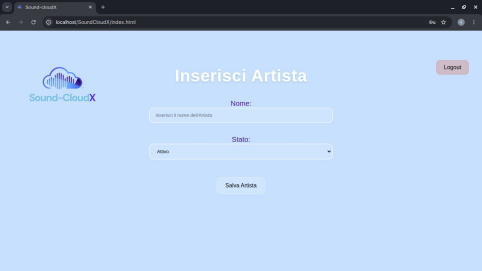 Sound-cloudX
localhost/SoundCloudX/index.html
Inserisci Artista
Logout
Sound-CloudX
Nome:
Inserisci il nome dell'Artista
Stato:
Attivo
Salva Artista